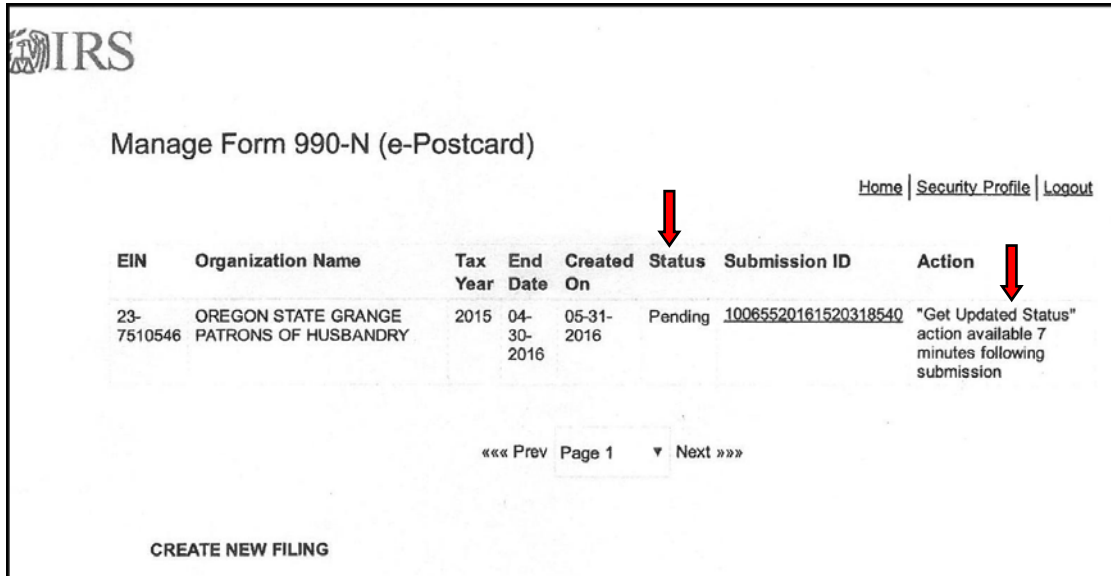 IRS
Manage Form 990-N (e-Postcard)
Home | Security Profile | Logout
EIN Organization Name Tax Year End Date Created On Status Submission ID Action
23-7510546 OREGON STATE GRANGE PATRONS OF HUSBANDRY 2015 04-30-2016 05-31-2016 Pending 10065520161520318540 "Get Updated Status" action available 7 minutes following submission
««« Prev Page 1 ▼ Next »»»
CREATE NEW FILING